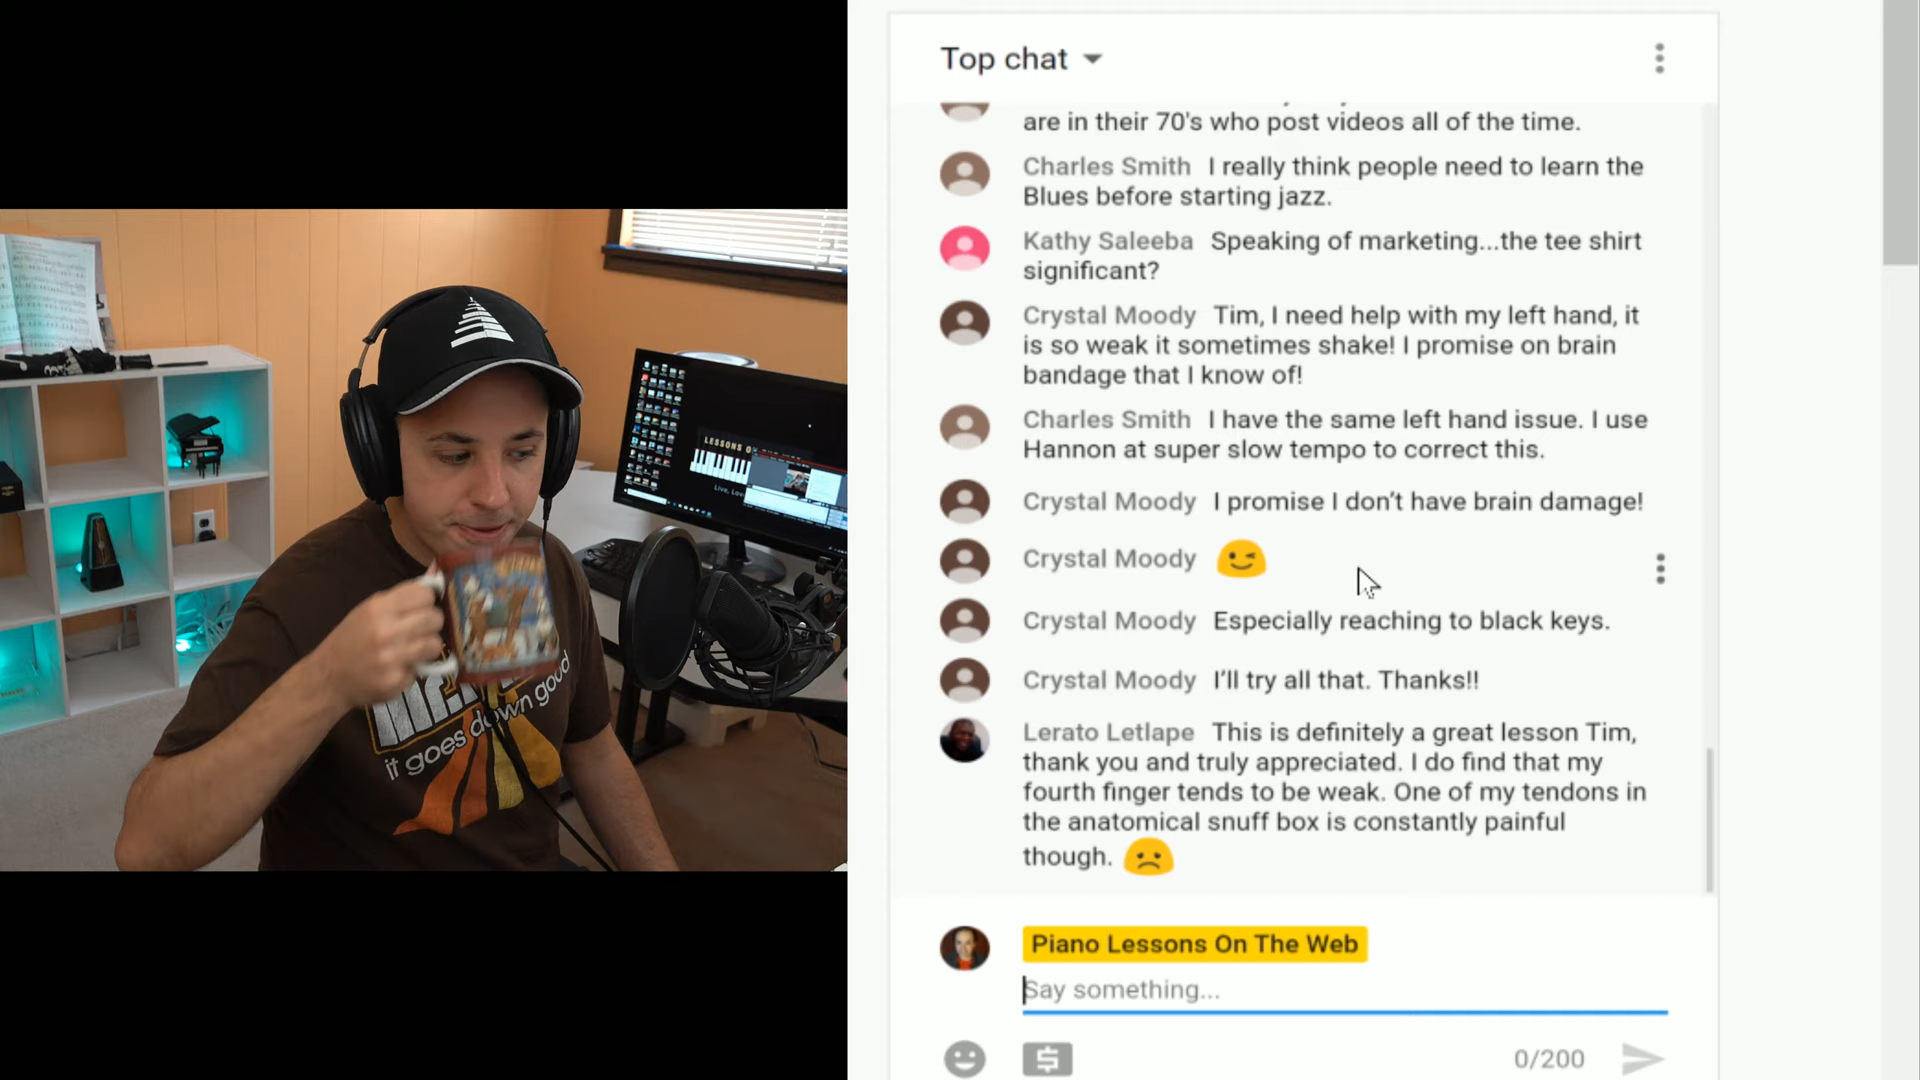 Top chat
are in their 70's who post videos all of the time.
Charles Smith I really think people need to learn the
Blues before starting jazz.
Kathy Saleeba Speaking of marketing...the tee shirt
significant?
Crystal Moody Tim, I need help with my left hand, it
is so weak it sometimes shake! I promise on brain
bandage that I know of!
Charles Smith I have the same left hand issue. I use
Hannon at super slow tempo to correct this.
Crystal Moody I promise I don’t have brain damage!
Crystal Moody 😉
Crystal Moody Especially reaching to black keys.
Crystal Moody I’ll try all that. Thanks!!
Lerato Letlape This is definitely a great lesson Tim,
thank you and truly appreciated. I do find that my
fourth finger tends to be weak. One of my tendons in
the anatomical snuff box is constantly painful
though. 🙁
Piano Lessons On The Web
Say something...
0/200
LESSONS O
it goes down good